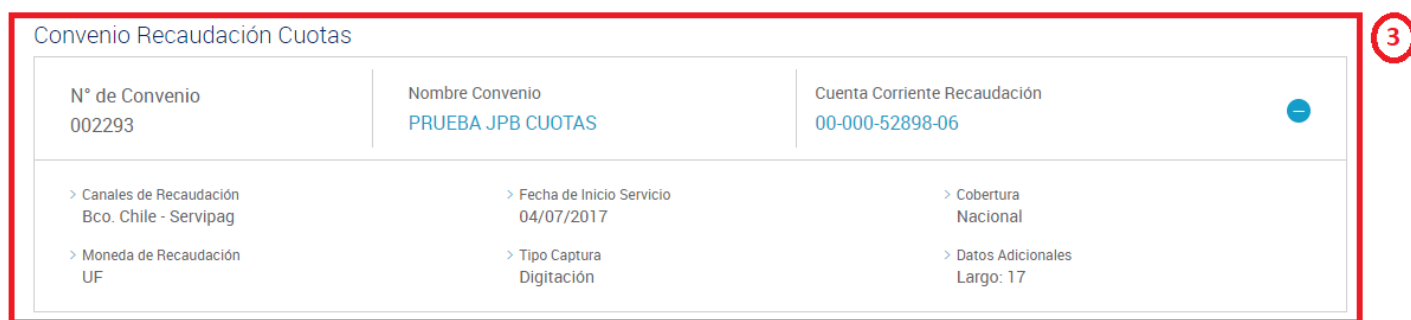 Convenio Recaudación Cuotas
3
N° de Convenio
002293
Nombre Convenio
PRUEBA JPB CUOTAS
Cuenta Corriente Recaudación
00-000-52898-06
> Canales de Recaudación
Bco. Chile - Servipag
> Fecha de Inicio Servicio
04/07/2017
> Cobertura
Nacional
> Moneda de Recaudación
UF
> Tipo Captura
Digitación
> Datos Adicionales
Largo: 17